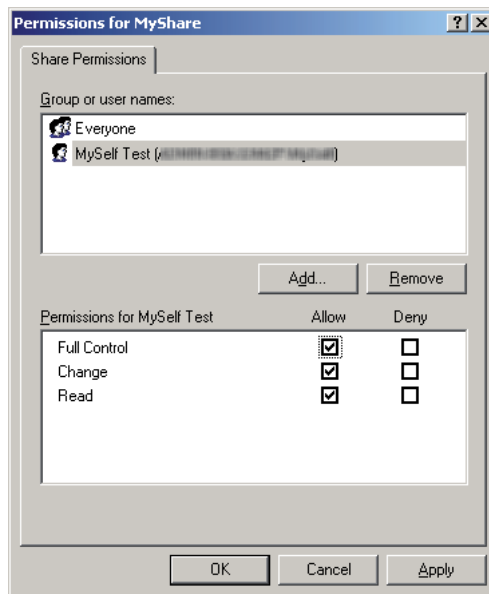 Permissions for MyShare
Share Permissions
Group or user names:
Everyone
MySelf Test (
Add... Remove
Permissions for MySelf Test Allow Deny
Full Control
Change
Read
OK Cancel Apply